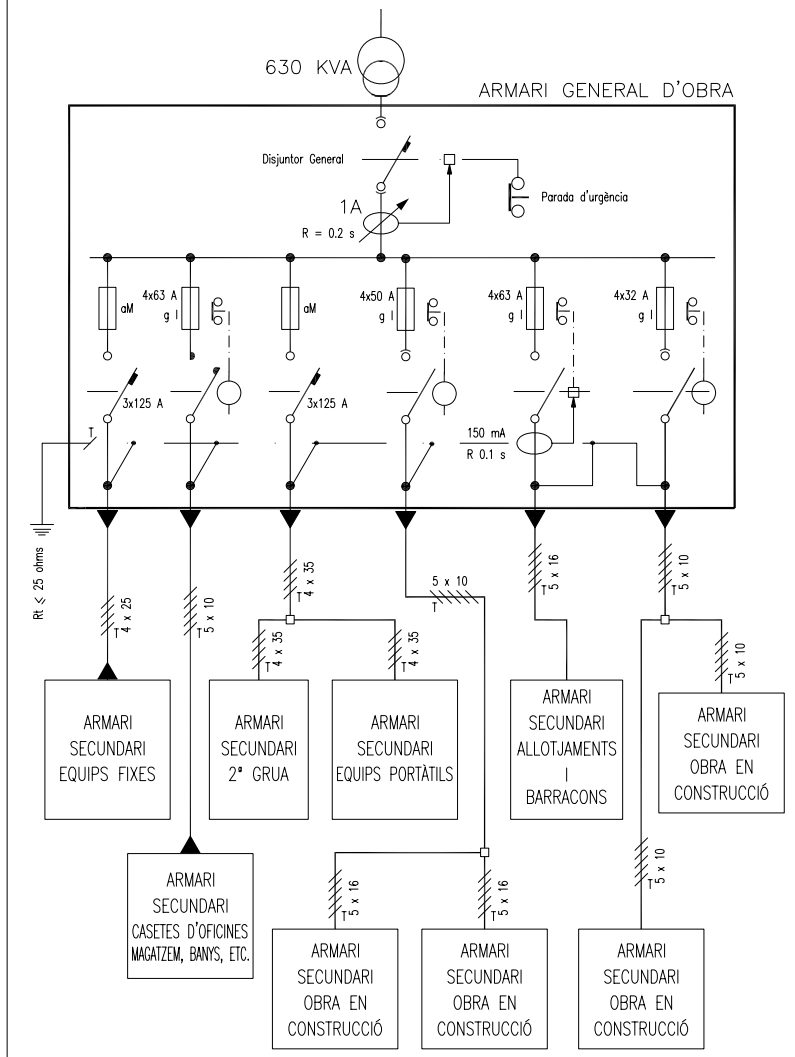 630 KVA
ARMARI GENERAL D'OBRA
Disjuntor General
Parada d'urgència
1A
R = 0.2 s
aM
4x63 A
g I
aM
4x50 A
g I
4x63 A
g I
4x32 A
g I
3x125 A
3x125 A
T
150 mA
R 0.1 s
Rt ≤ 25 ohms
T 4 x 25
T 5 x 10
T 4 x 35
5 x 10
T
T 5 x 16
T 5 x 10
T 4 x 35
T 4 x 35
T 5 x 10
ARMARI
SECUNDARI
EQUIPS FIXES
ARMARI
SECUNDARI
2ª GRUA
ARMARI
SECUNDARI
EQUIPS PORTÀTILS
ARMARI
SECUNDARI
ALLOTJAMENTS
I
BARRACONS
ARMARI
SECUNDARI
OBRA EN
CONSTRUCCIÓ
ARMARI
SECUNDARI
CASETES D'OFICINES
MAGATZEM, BANYS, ETC.
T 5 x 16
T 5 x 16
T 5 x 10
ARMARI
SECUNDARI
OBRA EN
CONSTRUCCIÓ
ARMARI
SECUNDARI
OBRA EN
CONSTRUCCIÓ
ARMARI
SECUNDARI
OBRA EN
CONSTRUCCIÓ